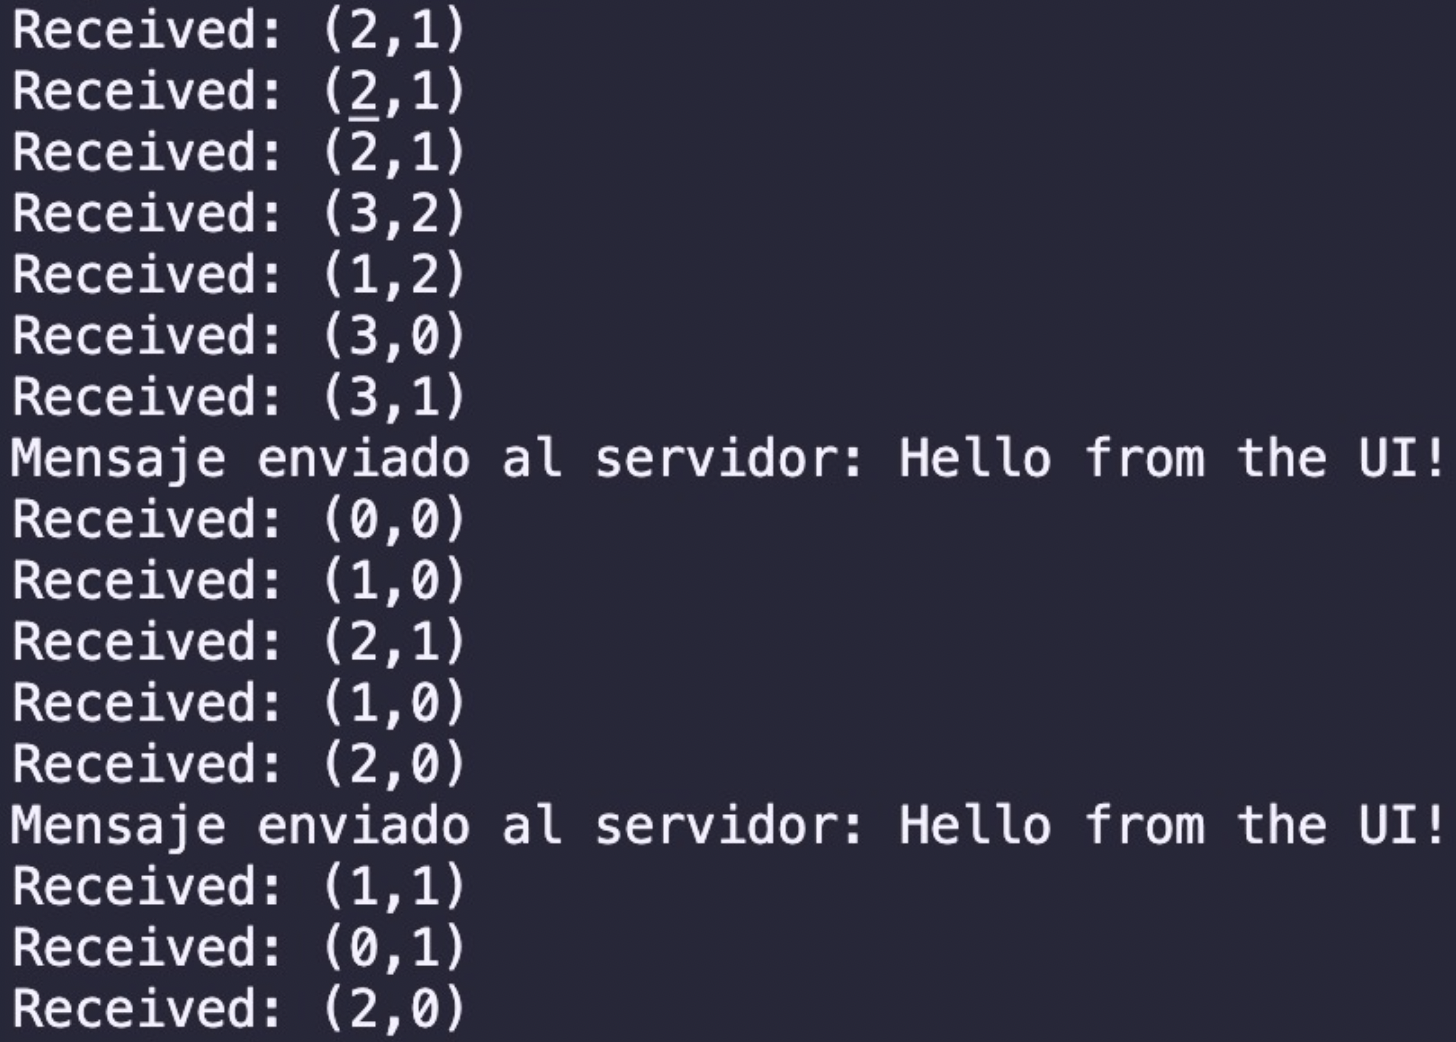 Received: (2,1)
Received: (2,1)
Received: (2,1)
Received: (3,2)
Received: (1,2)
Received: (3,0)
Received: (3,1)
Mensaje enviado al servidor: Hello from the UI!
Received: (0,0)
Received: (1,0)
Received: (2,1)
Received: (1,0)
Received: (2,0)
Mensaje enviado al servidor: Hello from the UI!
Received: (1,1)
Received: (0,1)
Received: (2,0)